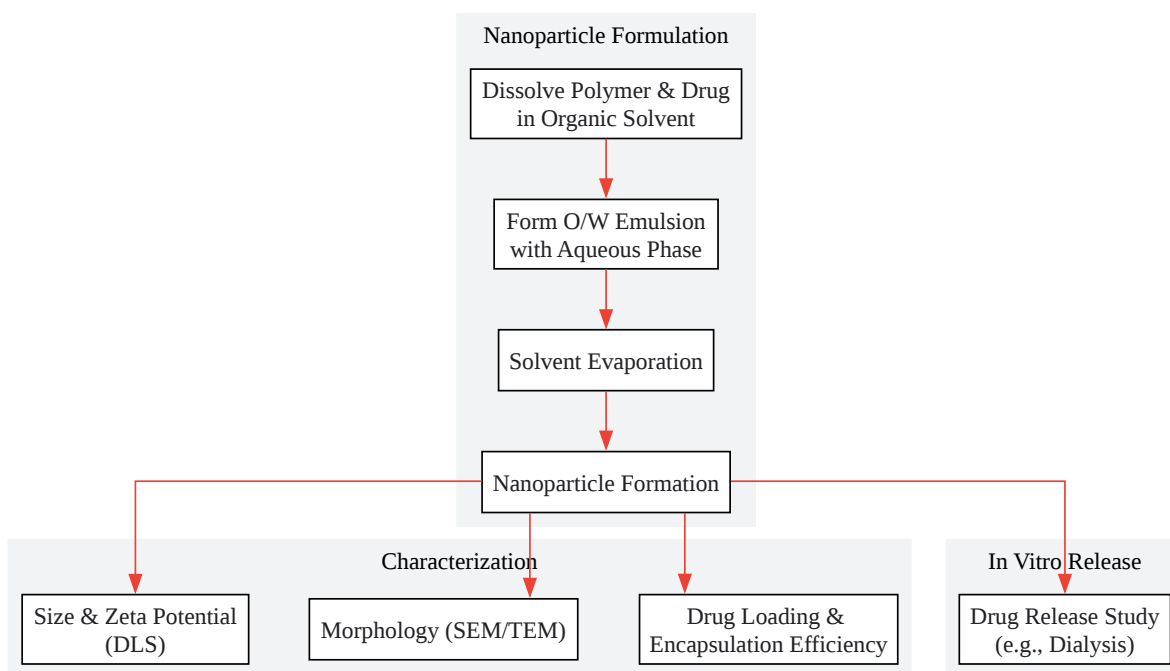 Nanoparticle Formulation
Dissolve Polymer & Drug
in Organic Solvent
Form O/W Emulsion
with Aqueous Phase
Solvent Evaporation
Nanoparticle Formation
Characterization
In Vitro Release
Size & Zeta Potential
(DLS)
Morphology (SEM/TEM)
Drug Loading &
Encapsulation Efficiency
Drug Release Study
(e.g., Dialysis)